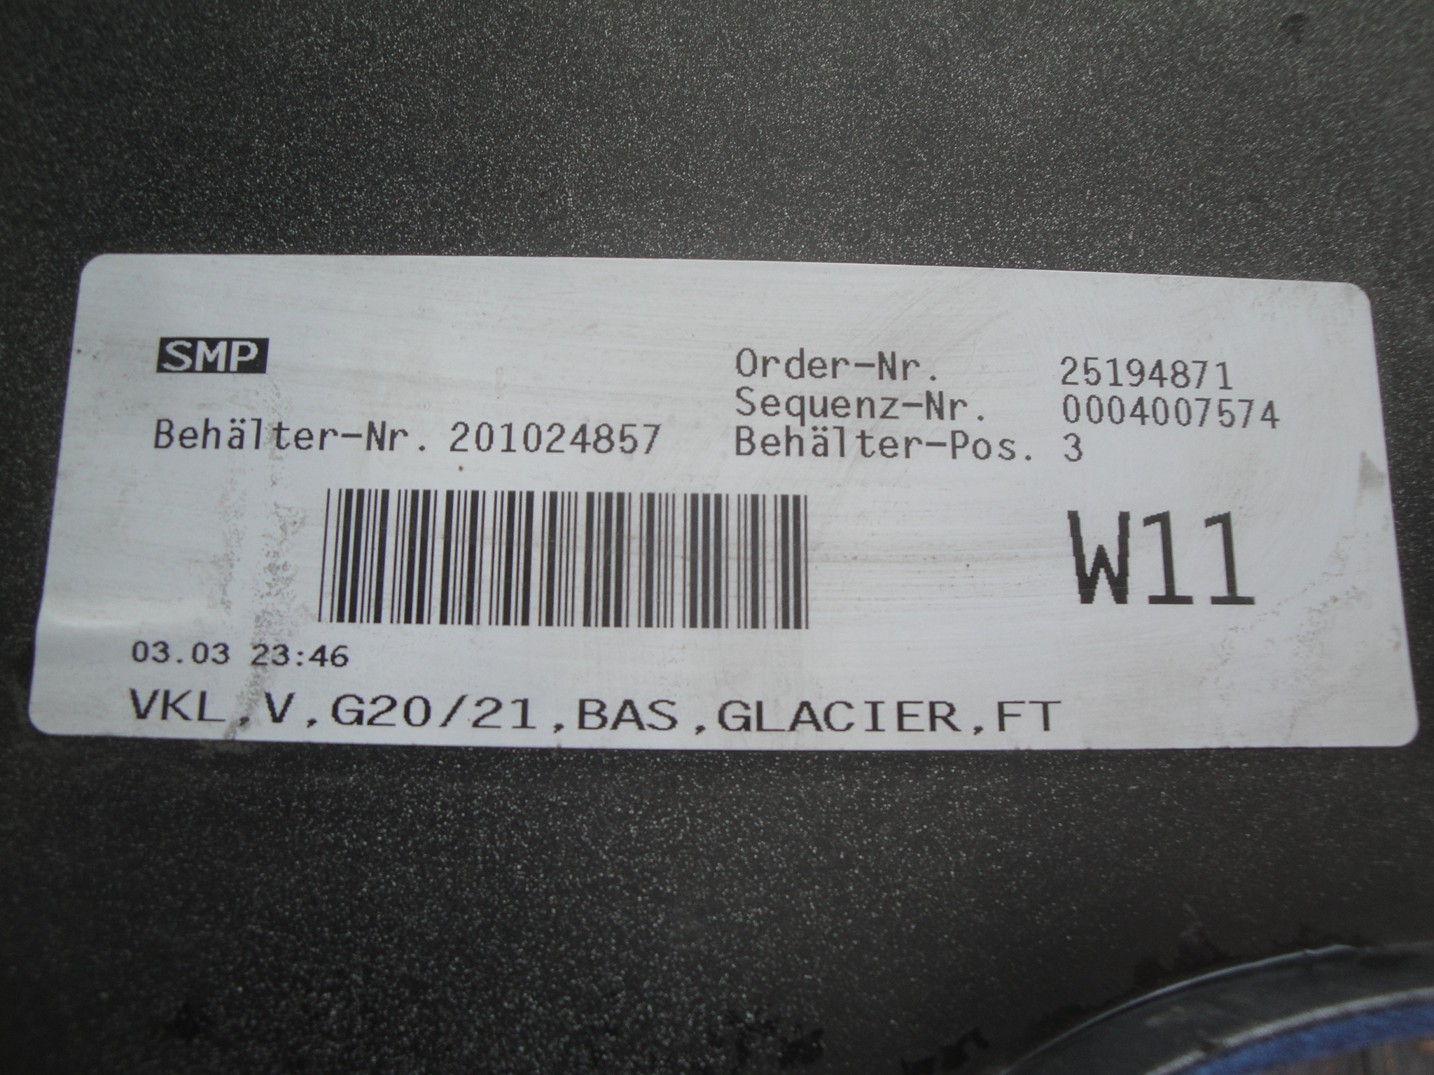 SMP
Order-Nr. 25194871
Sequenz-Nr. 0004007574
Behälter-Nr. 201024857 Behälter-Pos. 3
W11
03.03 23:46
VKL,V,G20/21,BAS,GLACIER,FT